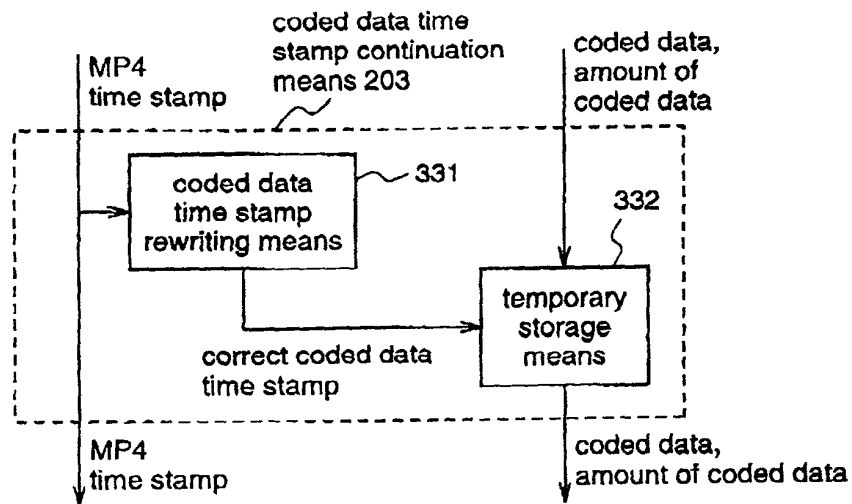 coded data time
stamp continuation
means 203
MP4
time stamp
coded data,
amount of
coded data
coded data
time stamp
rewriting means
331
332
temporary
storage
means
correct coded data
time stamp
MP4
time stamp
coded data,
amount of coded data